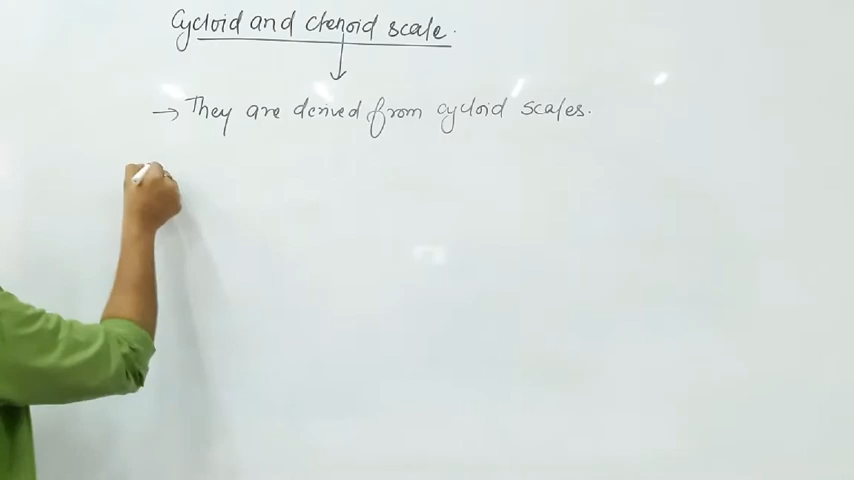 Cycloid and ctenoid scale.
→ They are derived from cycloid scales.